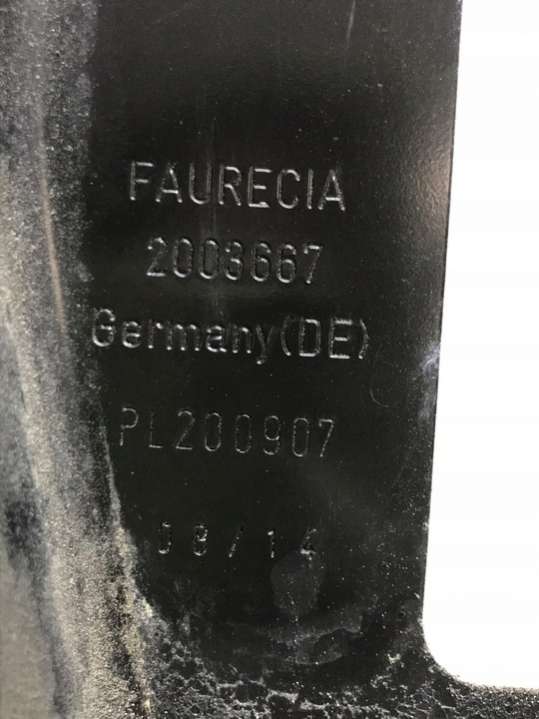 FAURECIA
2003667
Germany(DE)
PL200907
08/14